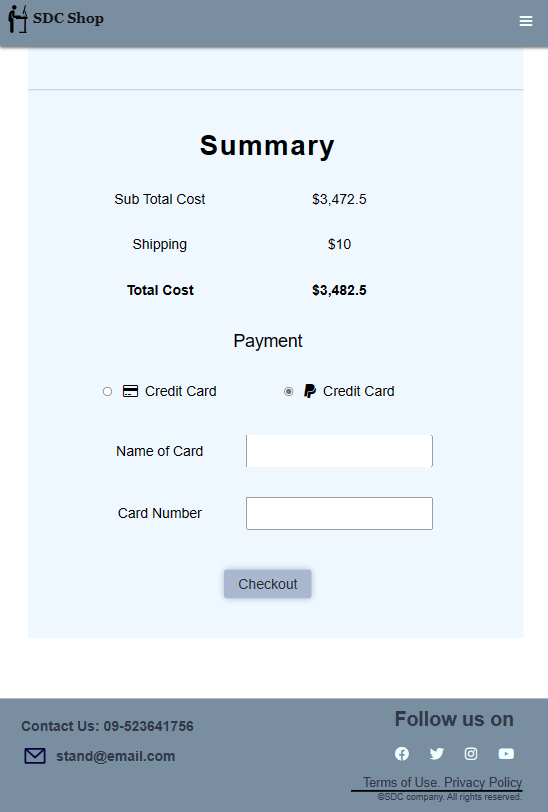 SDC Shop
Summary
Sub Total Cost $3,472.5
Shipping $10
Total Cost $3,482.5
Payment
Credit Card Credit Card
Name of Card
Card Number
Checkout
Contact Us: 09-523641756
stand@email.com
Follow us on
Terms of Use. Privacy Policy
©SDC company. All rights reserved.